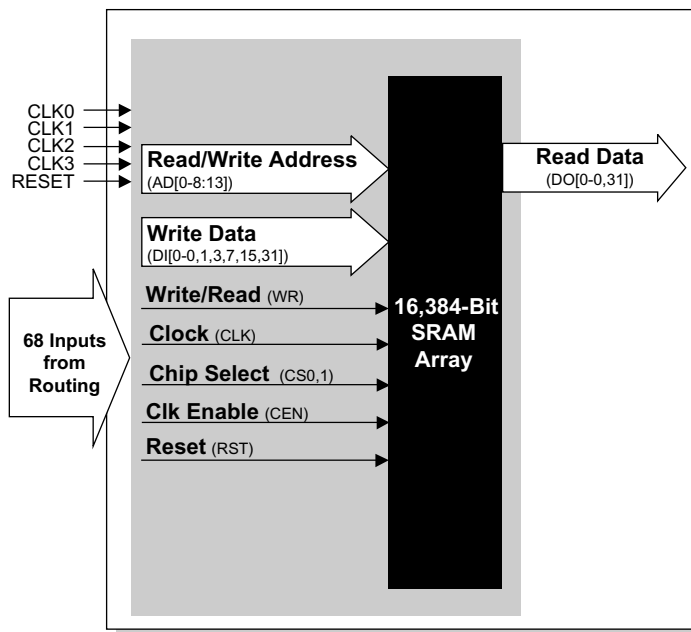 CLK0
CLK1
CLK2
CLK3
RESET
Read/Write Address
(AD[0-8:13])
Read Data
(DO[0-0,31])
Write Data
(DI[0-0,1,3,7,15,31])
Write/Read (WR)
Clock (CLK)
Chip Select (CS0,1)
Clk Enable (CEN)
Reset (RST)
68 Inputs
from
Routing
16,384-Bit
SRAM
Array